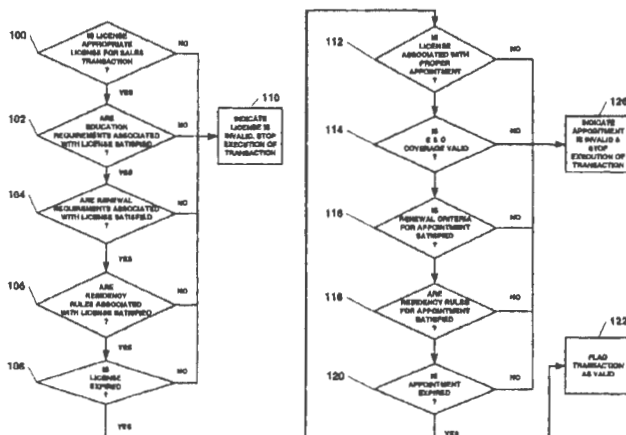 100
IS
LICENSE
APPROPRIATE
LICENSE FOR SALES
TRANSACTION
?
NO
YES
102
ARE
EDUCATION
REQUIREMENTS ASSOCIATED
WITH LICENSE SATISFIED
?
NO
YES
110
INDICATE
LICENSE IS
INVALID. STOP
EXECUTION OF
TRANSACTION
104
ARE RENEWAL
REQUIREMENTS ASSOCIATED
WITH LICENSE SATISFIED
?
NO
YES
106
ARE
RESIDENCY
RULES ASSOCIATED
WITH LICENSE SATISFIED
?
NO
YES
108
IS
LICENSE
EXPIRED
?
NO
YES
112
IS
LICENSE
ASSOCIATED WITH
PROPER
APPOINTMENT
?
NO
YES
114
IS
E & O
COVERAGE VALID
?
NO
YES
126
INDICATE
APPOINTMENT
IS INVALID &
STOP
EXECUTION OF
TRANSACTION
116
IS
RENEWAL CRITERIA
FOR APPOINTMENT
SATISFIED
?
NO
YES
118
ARE
RESIDENCY RULES
FOR APPOINTMENT
SATISFIED
?
NO
YES
120
IS
APPOINTMENT
EXPIRED
?
NO
YES
122
FLAG
TRANSACTION
AS VALID